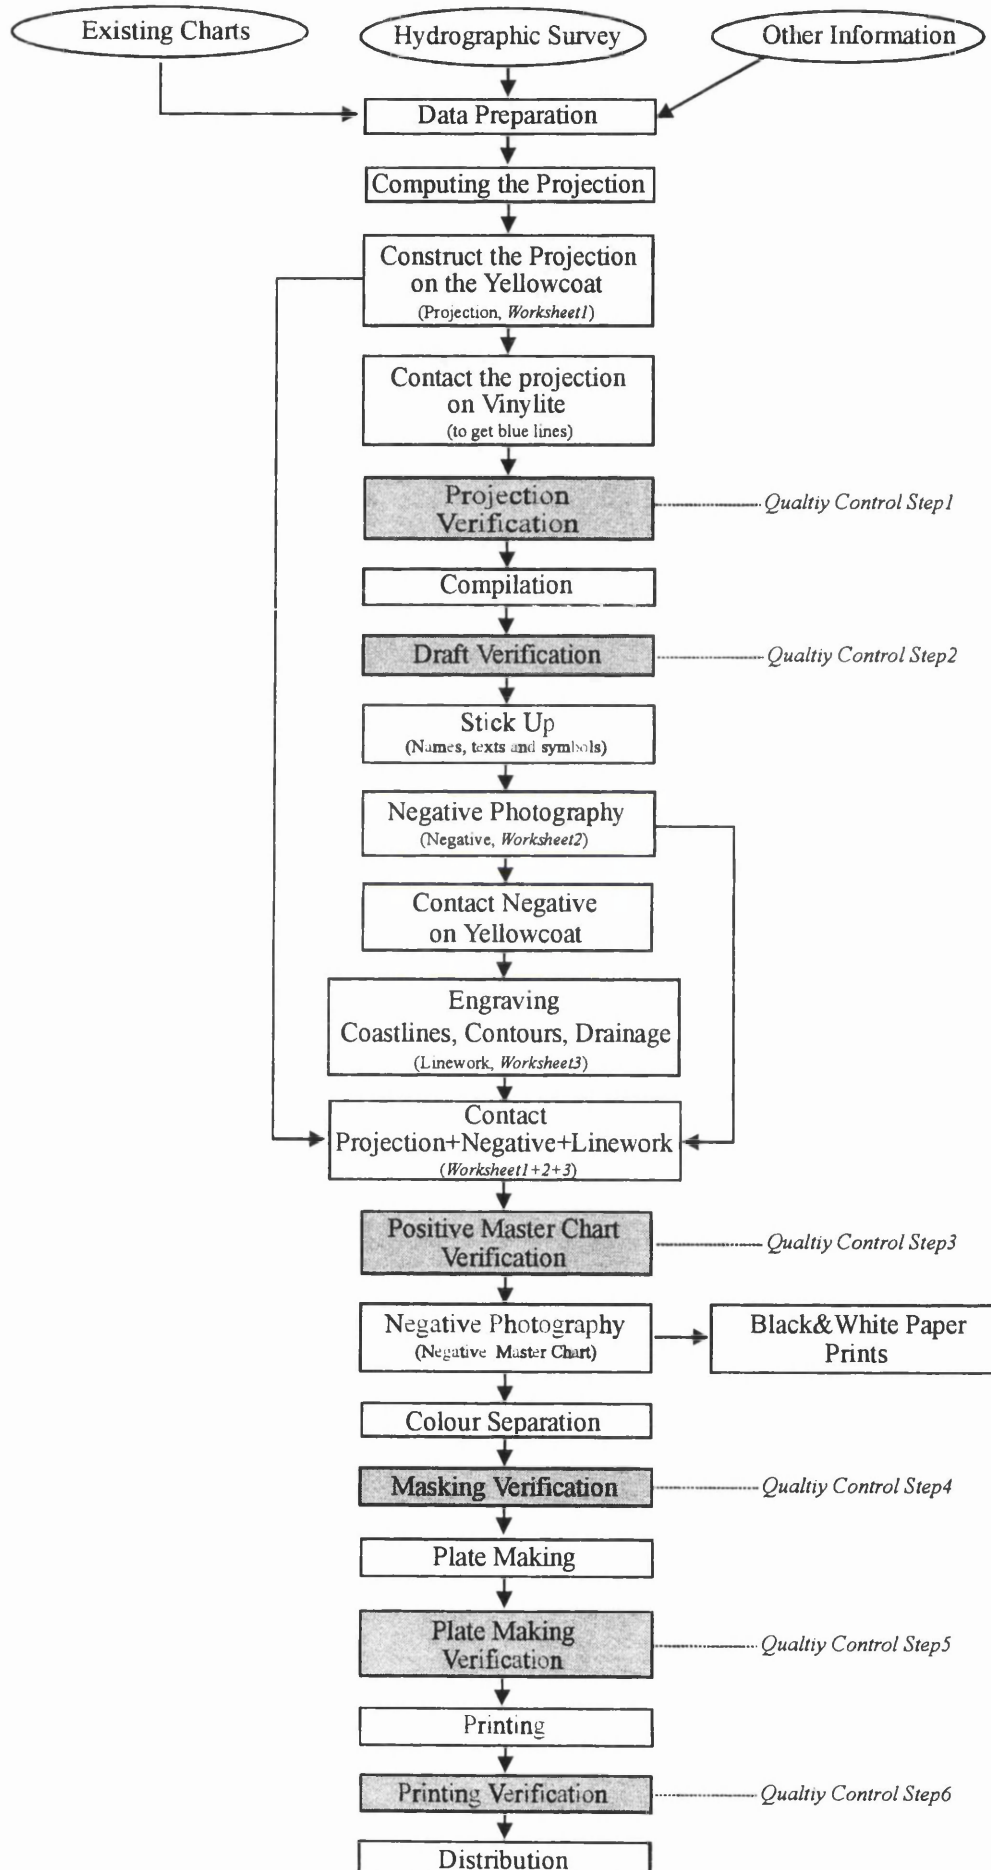 Existing Charts
Hydrographic Survey
Other Information
Data Preparation
Computing the Projection
Construct the Projection
on the Yellowcoat
(Projection, Worksheet1)
Contact the projection
on Vinylite
(to get blue lines)
Projection
Verification
Qualtiy Control Step1
Compilation
Draft Verification
Qualtiy Control Step2
Stick Up
(Names, texts and symbols)
Negative Photography
(Negative, Worksheet2)
Contact Negative
on Yellowcoat
Engraving
Coastlines, Contours, Drainage
(Linework, Worksheet3)
Contact
Projection+Negative+Linework
(Worksheet1+2+3)
Positive Master Chart
Verification
Qualtiy Control Step3
Negative Photography
(Negative Master Chart)
Black&White Paper
Prints
Colour Separation
Masking Verification
Qualtiy Control Step4
Plate Making
Plate Making
Verification
Qualtiy Control Step5
Printing
Printing Verification
Qualtiy Control Step6
Distribution